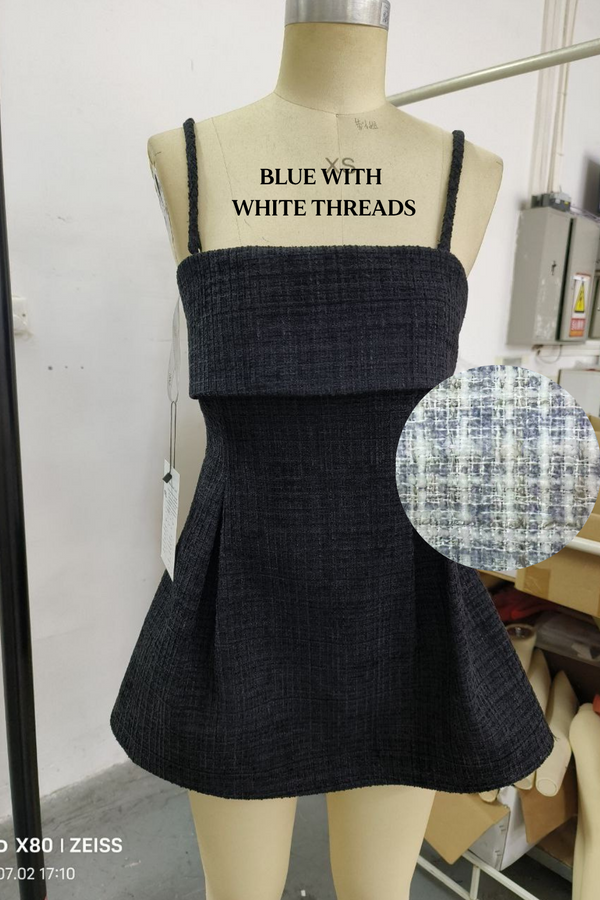 XS
BLUE WITH
WHITE THREADS
X80 | ZEISS
07.02 17:10